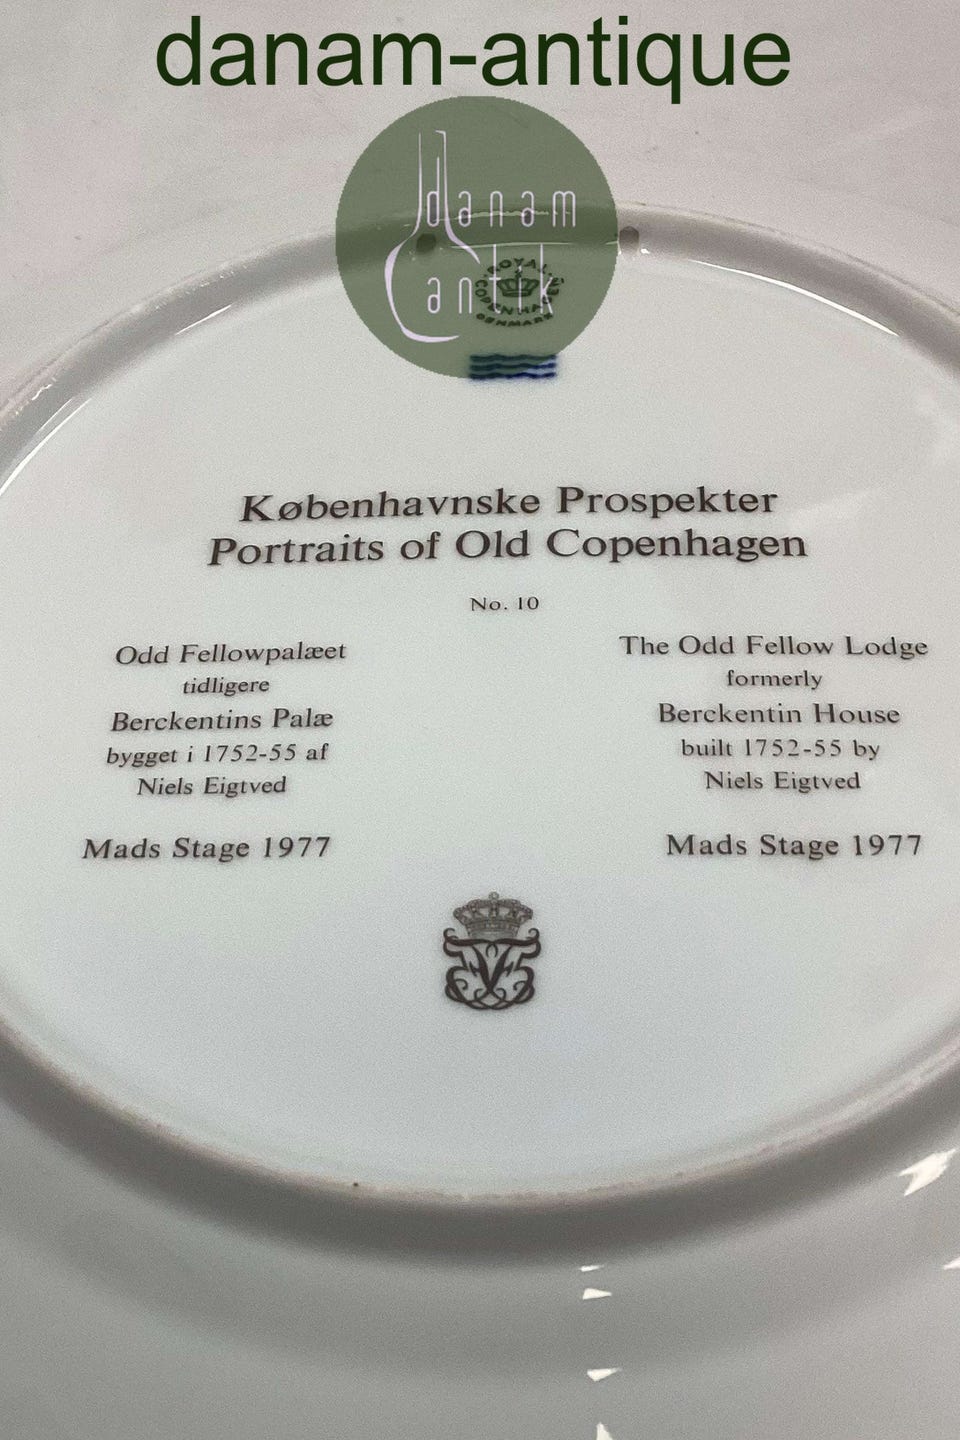 danam-antique
danam
antik
ROYAL
COPENHAGEN
DENMARK
Københavnske Prospekter
Portraits of Old Copenhagen
No. 10
Odd Fellowpalæet
tidligere
Berckentins Palæ
bygget i 1752-55 af
Niels Eigtved
Mads Stage 1977
The Odd Fellow Lodge
formerly
Berckentin House
built 1752-55 by
Niels Eigtved
Mads Stage 1977